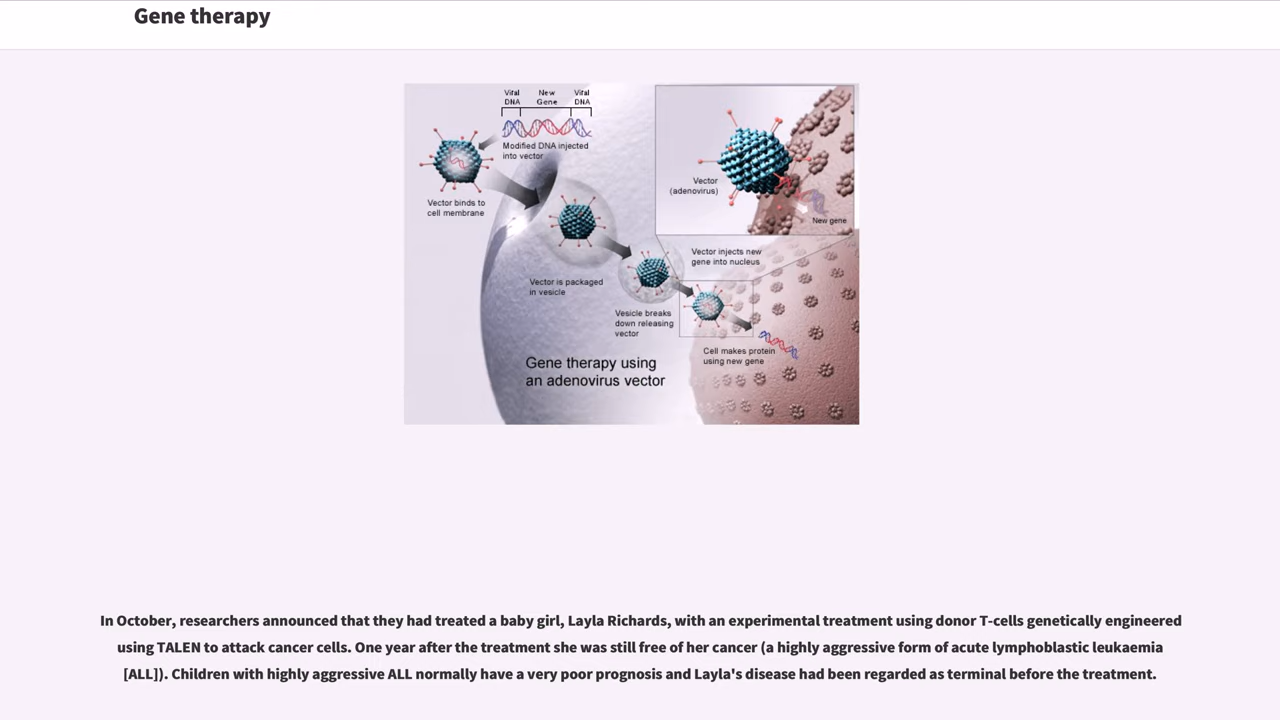 Gene therapy
Viral
DNA
New
Gene
Viral
DNA
Modified DNA injected
into vector
Vector binds to
cell membrane
Vector
(adenovirus)
New gene
Vector injects new
gene into nucleus
Vector is packaged
in vesicle
Vesicle breaks
down releasing
vector
Cell makes protein
using new gene
Gene therapy using
an adenovirus vector
In October, researchers announced that they had treated a baby girl, Layla Richards, with an experimental treatment using donor T-cells genetically engineered
using TALEN to attack cancer cells. One year after the treatment she was still free of her cancer (a highly aggressive form of acute lymphoblastic leukaemia
[ALL]). Children with highly aggressive ALL normally have a very poor prognosis and Layla's disease had been regarded as terminal before the treatment.